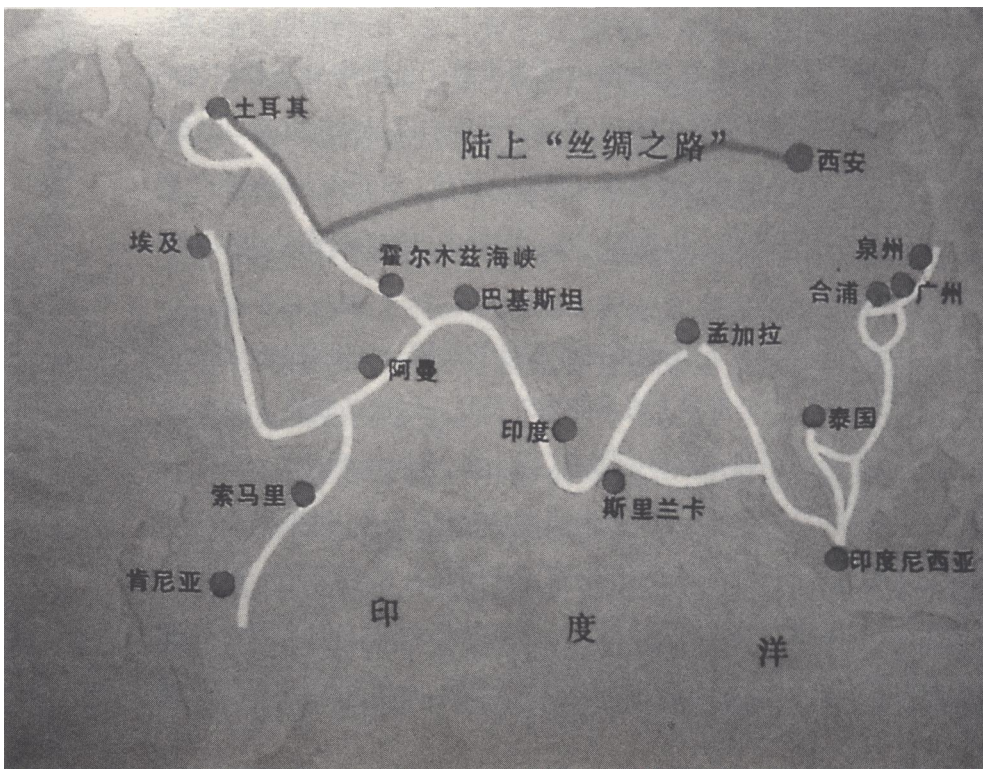 土耳其
陆上“丝绸之路”
西安
埃及
霍尔木兹海峡
泉州
巴基斯坦
合浦
广州
孟加拉
阿曼
泰国
印度
索马里
斯里兰卡
印度尼西亚
肯尼亚
印度洋